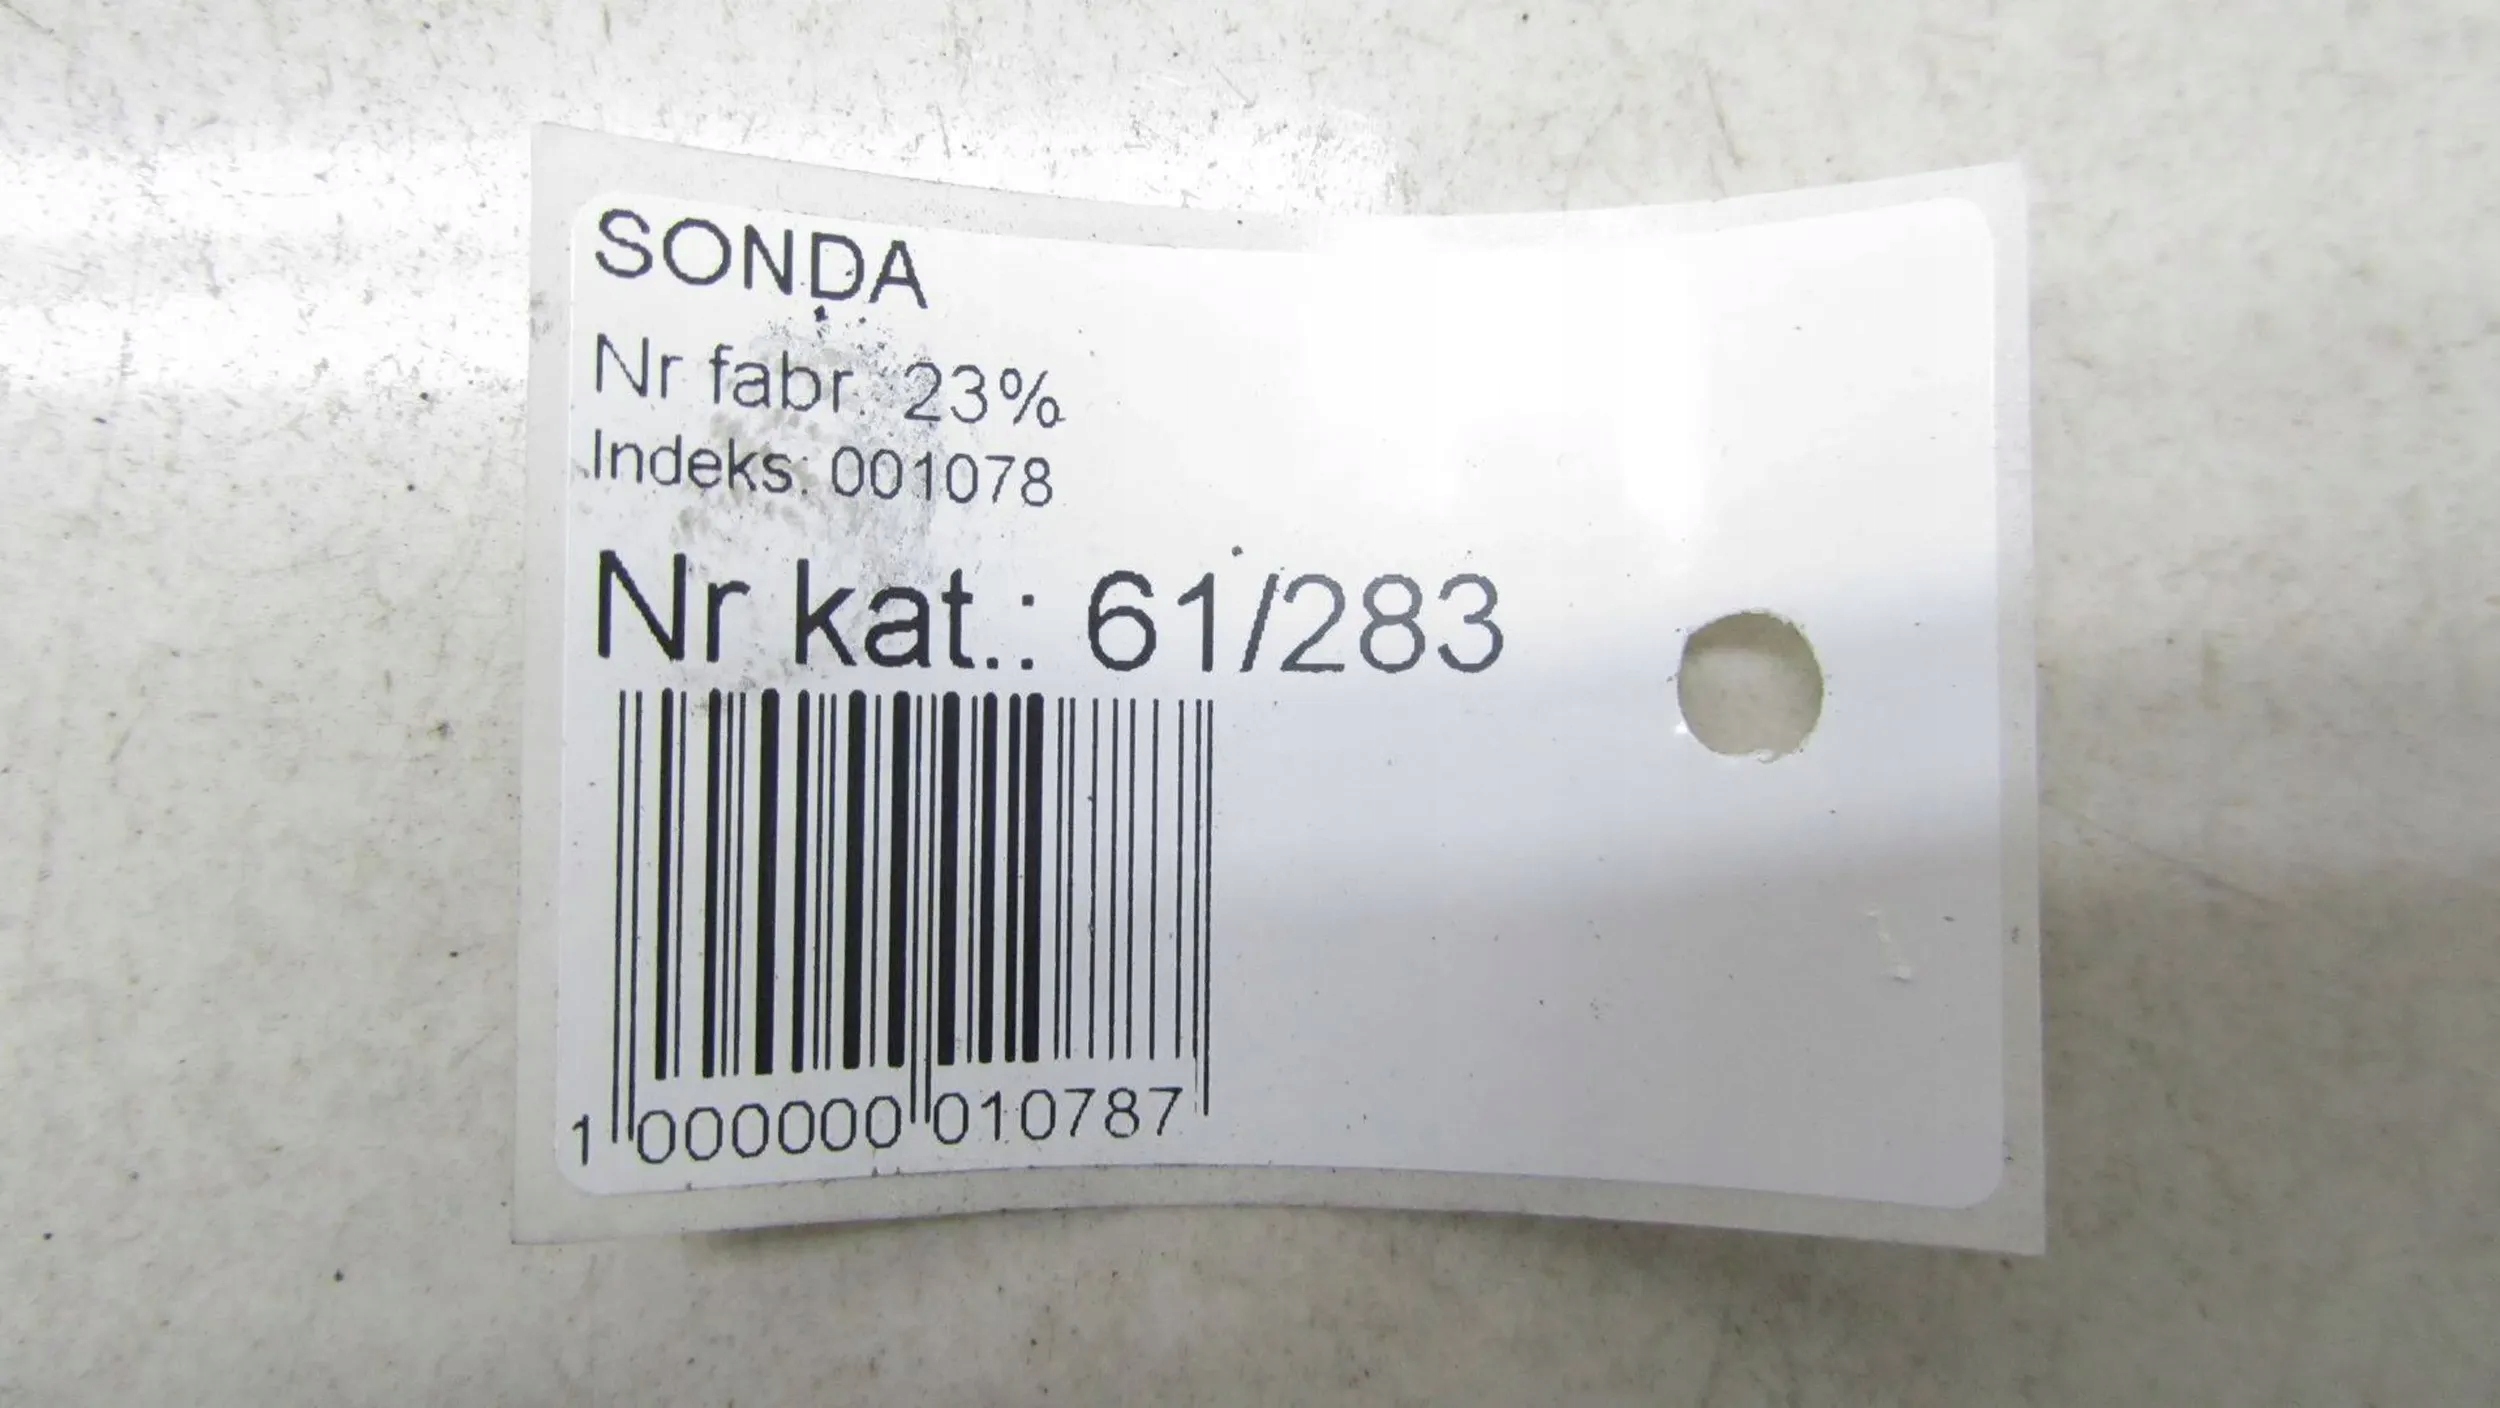 SONDA
Nr fabr.: 23%
Indeks: 001078
Nr kat.: 61/283
1 000000 010787